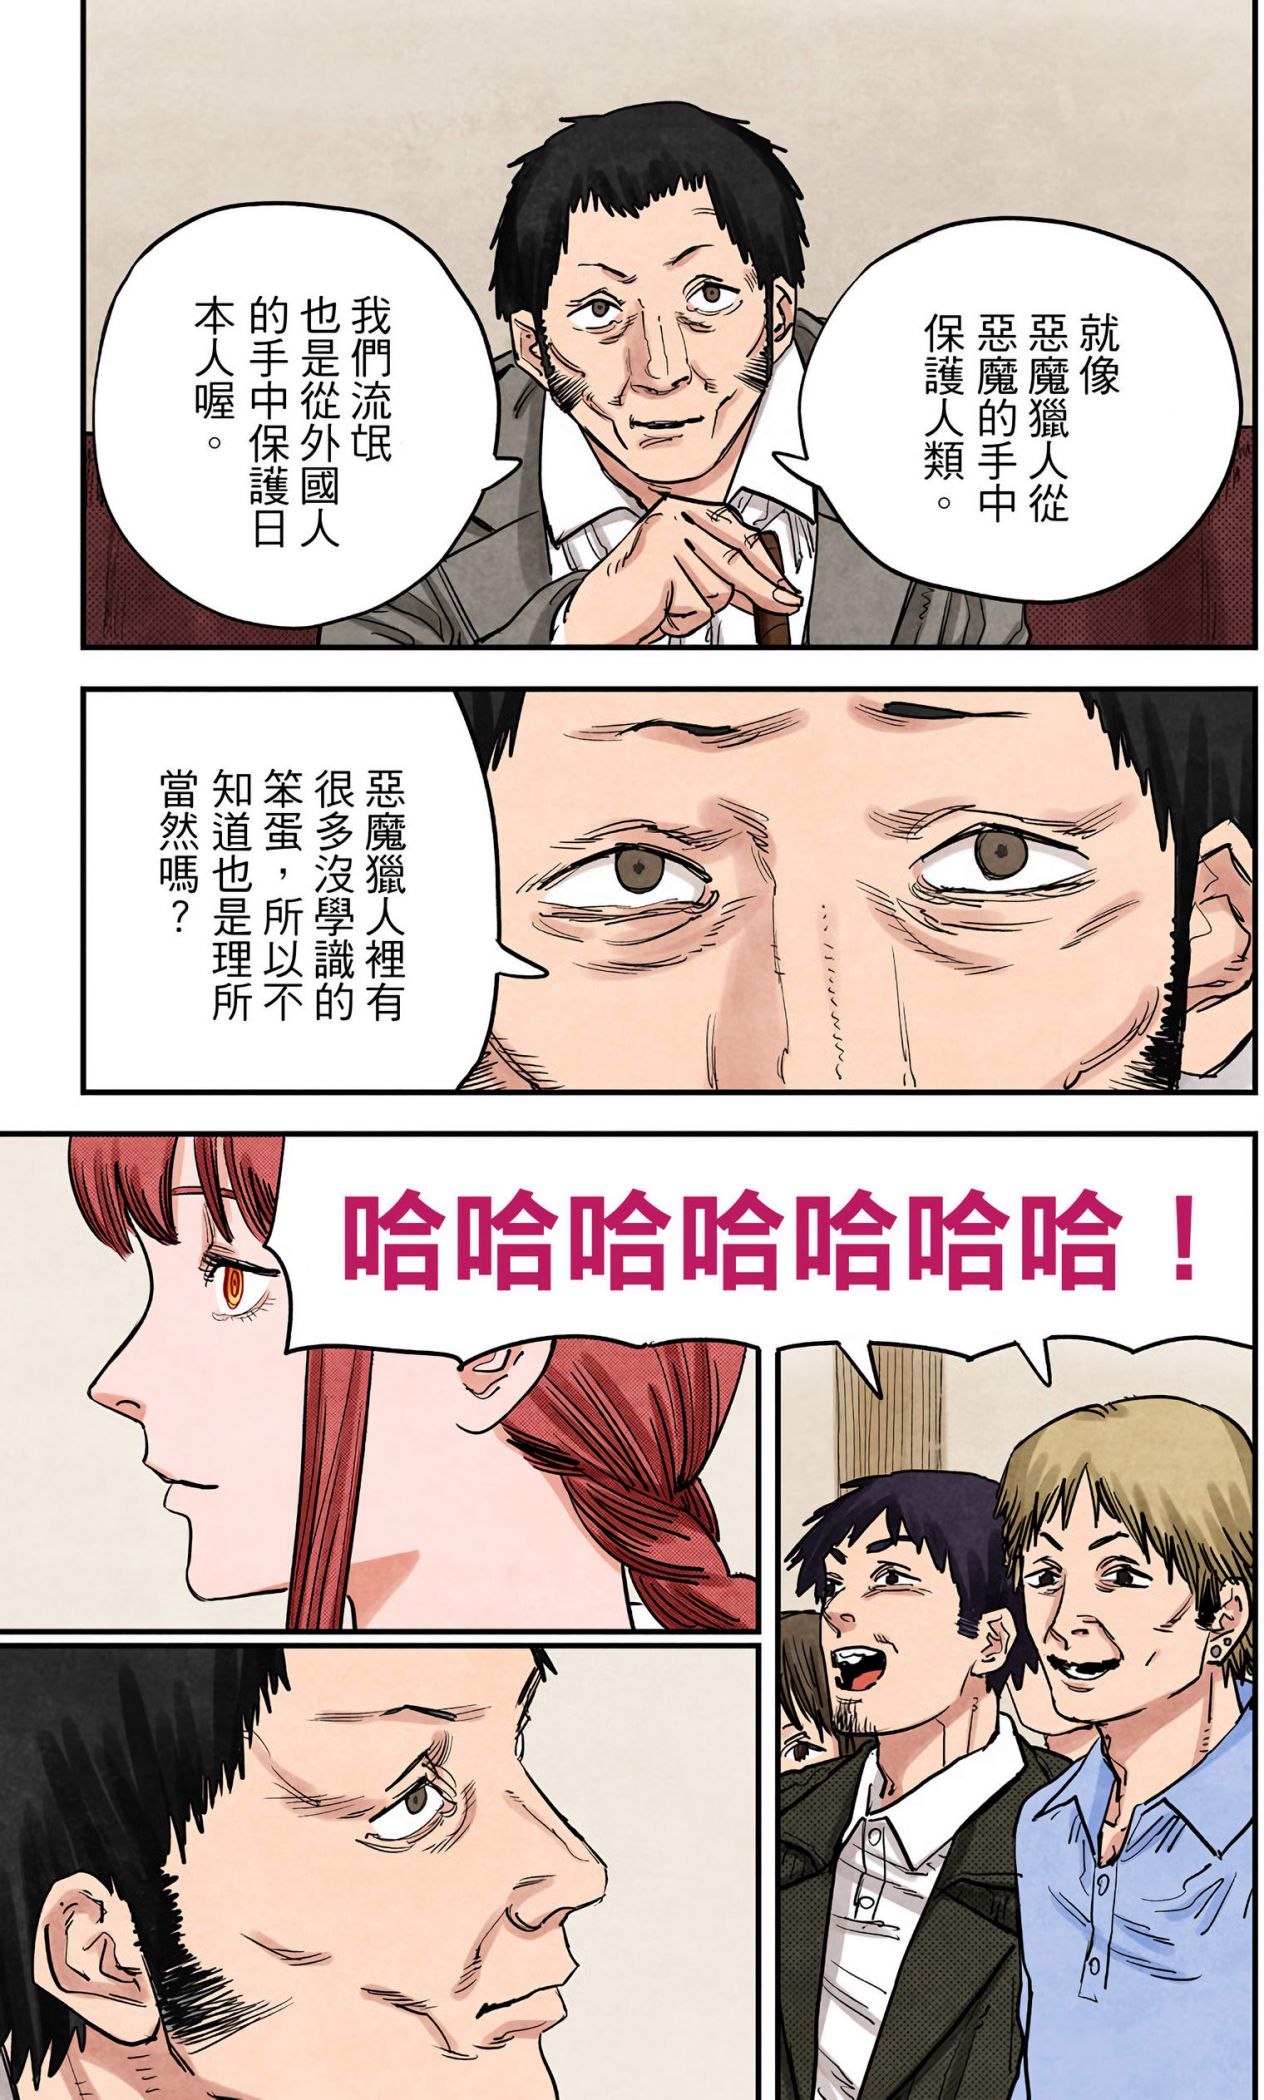 就像
惡魔獵人從
惡魔的手中
保護人類。
我們流氓
也是從外國人
的手中保護日
本人喔。
惡魔獵人裡有
很多沒學識的
笨蛋，所以不
知道也是理所
當然嗎？
哈哈哈哈哈哈哈！